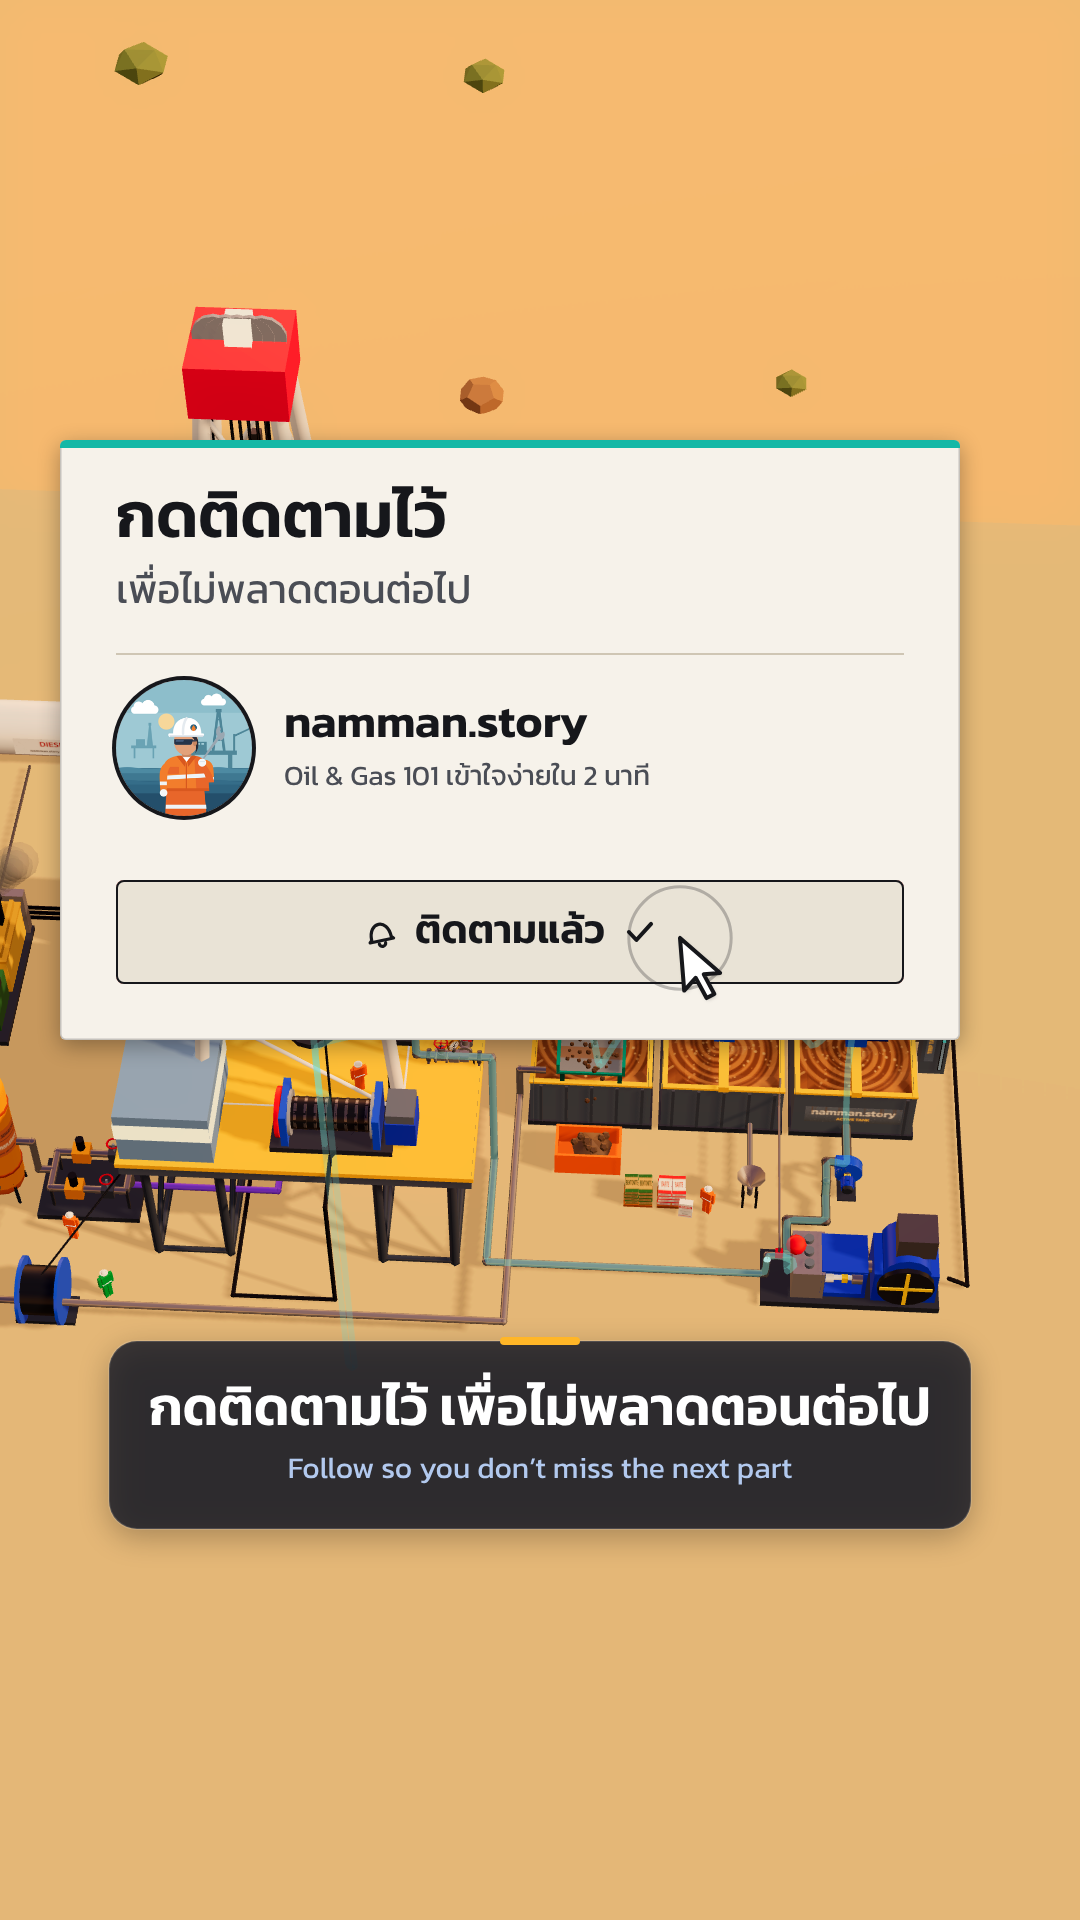 กดติดตามไว้
เพื่อไม่พลาดตอนต่อไป
namman.story
Oil & Gas 101 เข้าใจง่ายใน 2 นาที
ติดตามแล้ว
namman.story
กดติดตามไว้ เพื่อไม่พลาดตอนต่อไป
Follow so you don't miss the next part